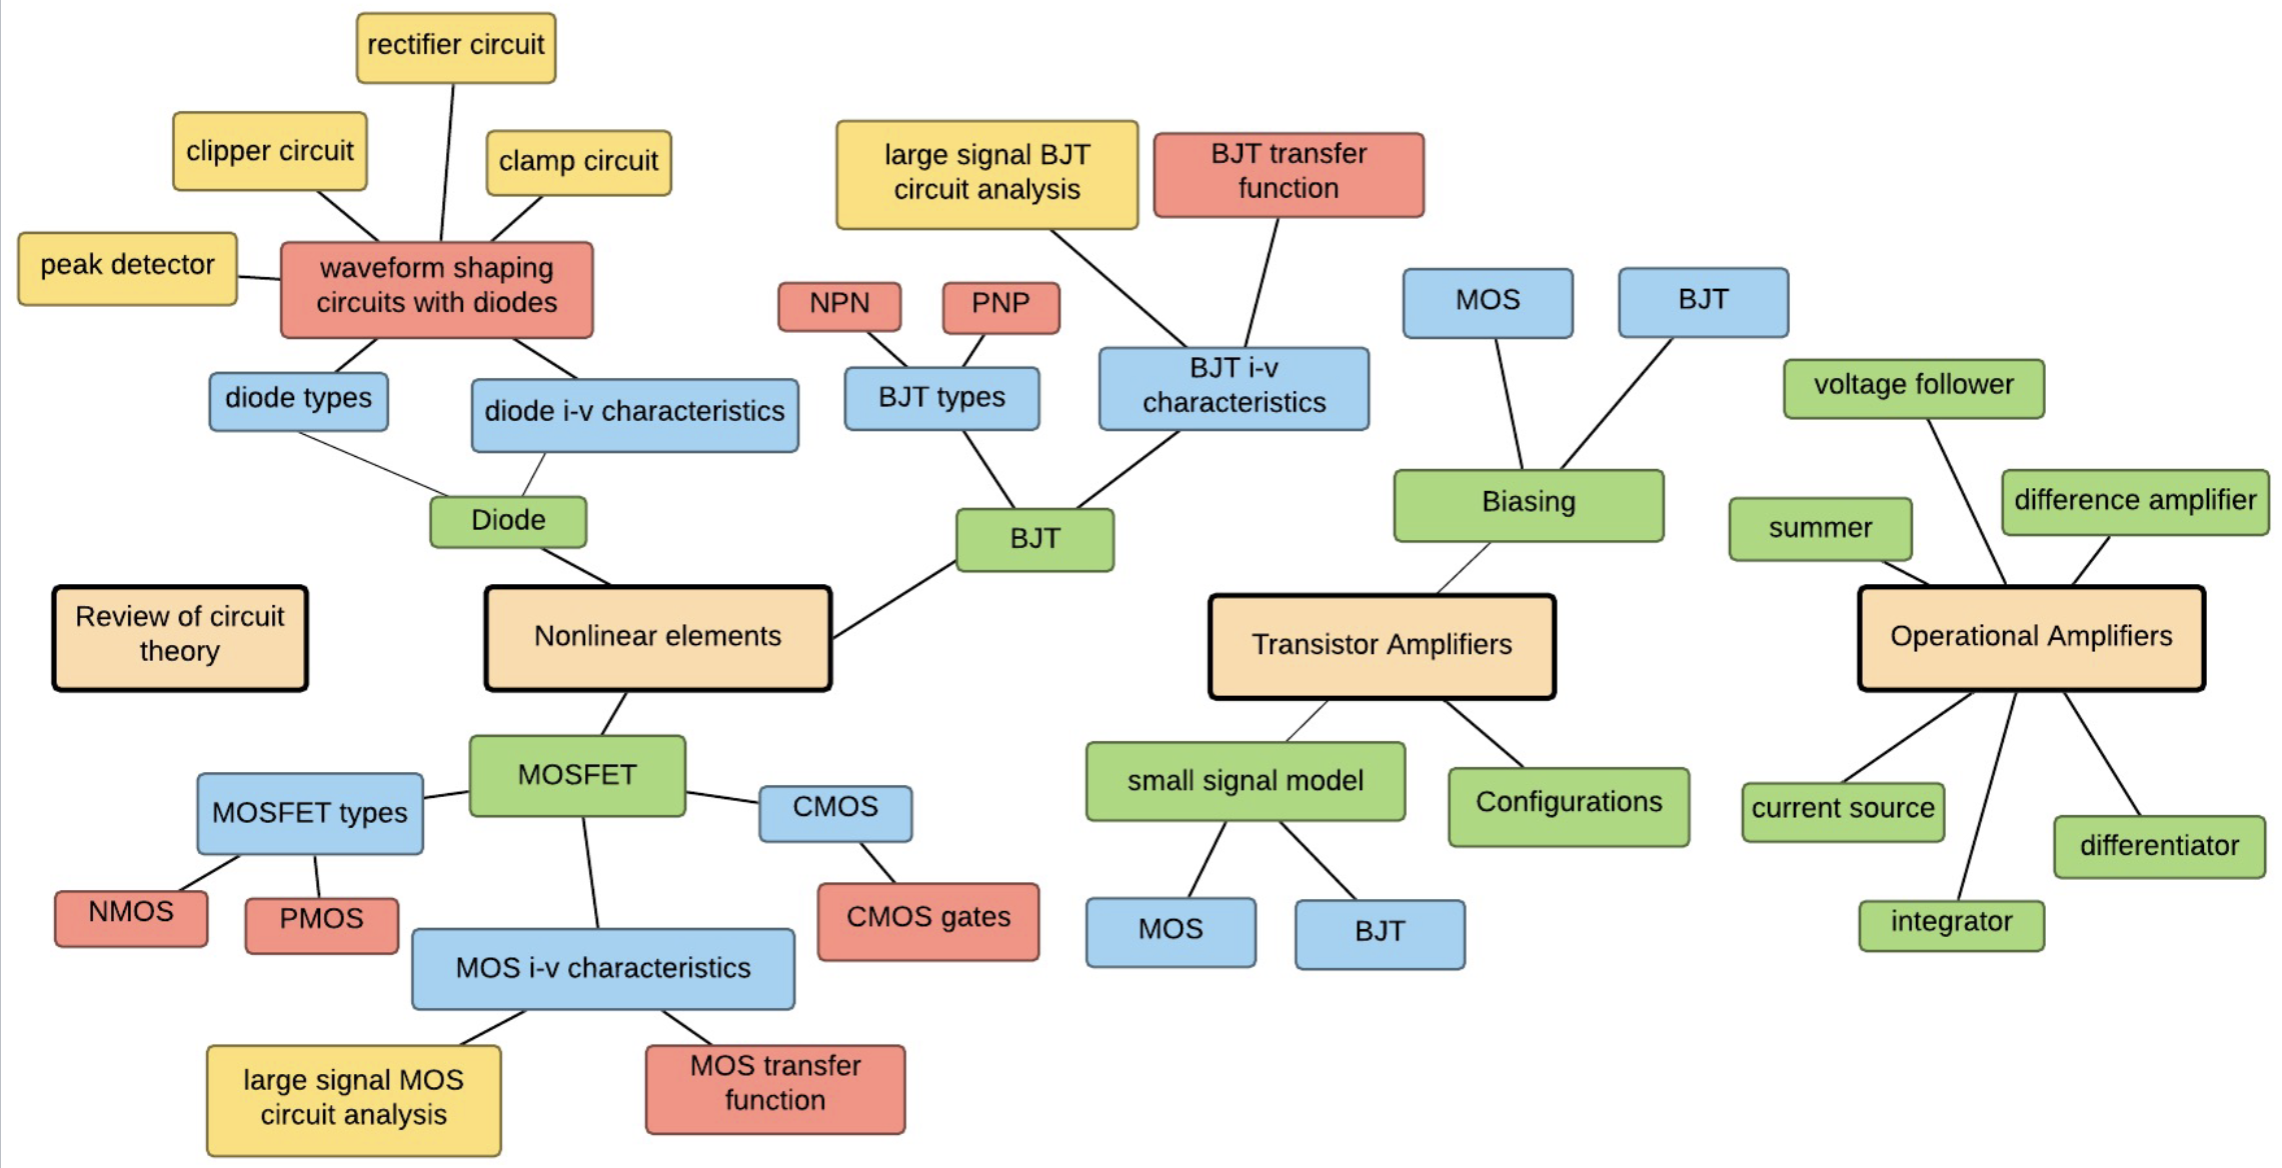 rectifier circuit
clipper circuit
clamp circuit
peak detector
waveform shaping
circuits with diodes
diode types
diode i-v characteristics
Diode
large signal BJT
circuit analysis
BJT transfer
function
NPN
PNP
BJT types
BJT i-v
characteristics
BJT
MOS
BJT
Biasing
voltage follower
summer
difference amplifier
Review of circuit
theory
Nonlinear elements
Transistor Amplifiers
Operational Amplifiers
MOSFET
MOSFET types
CMOS
NMOS
PMOS
CMOS gates
MOS i-v characteristics
large signal MOS
circuit analysis
MOS transfer
function
small signal model
Configurations
MOS
BJT
current source
differentiator
integrator